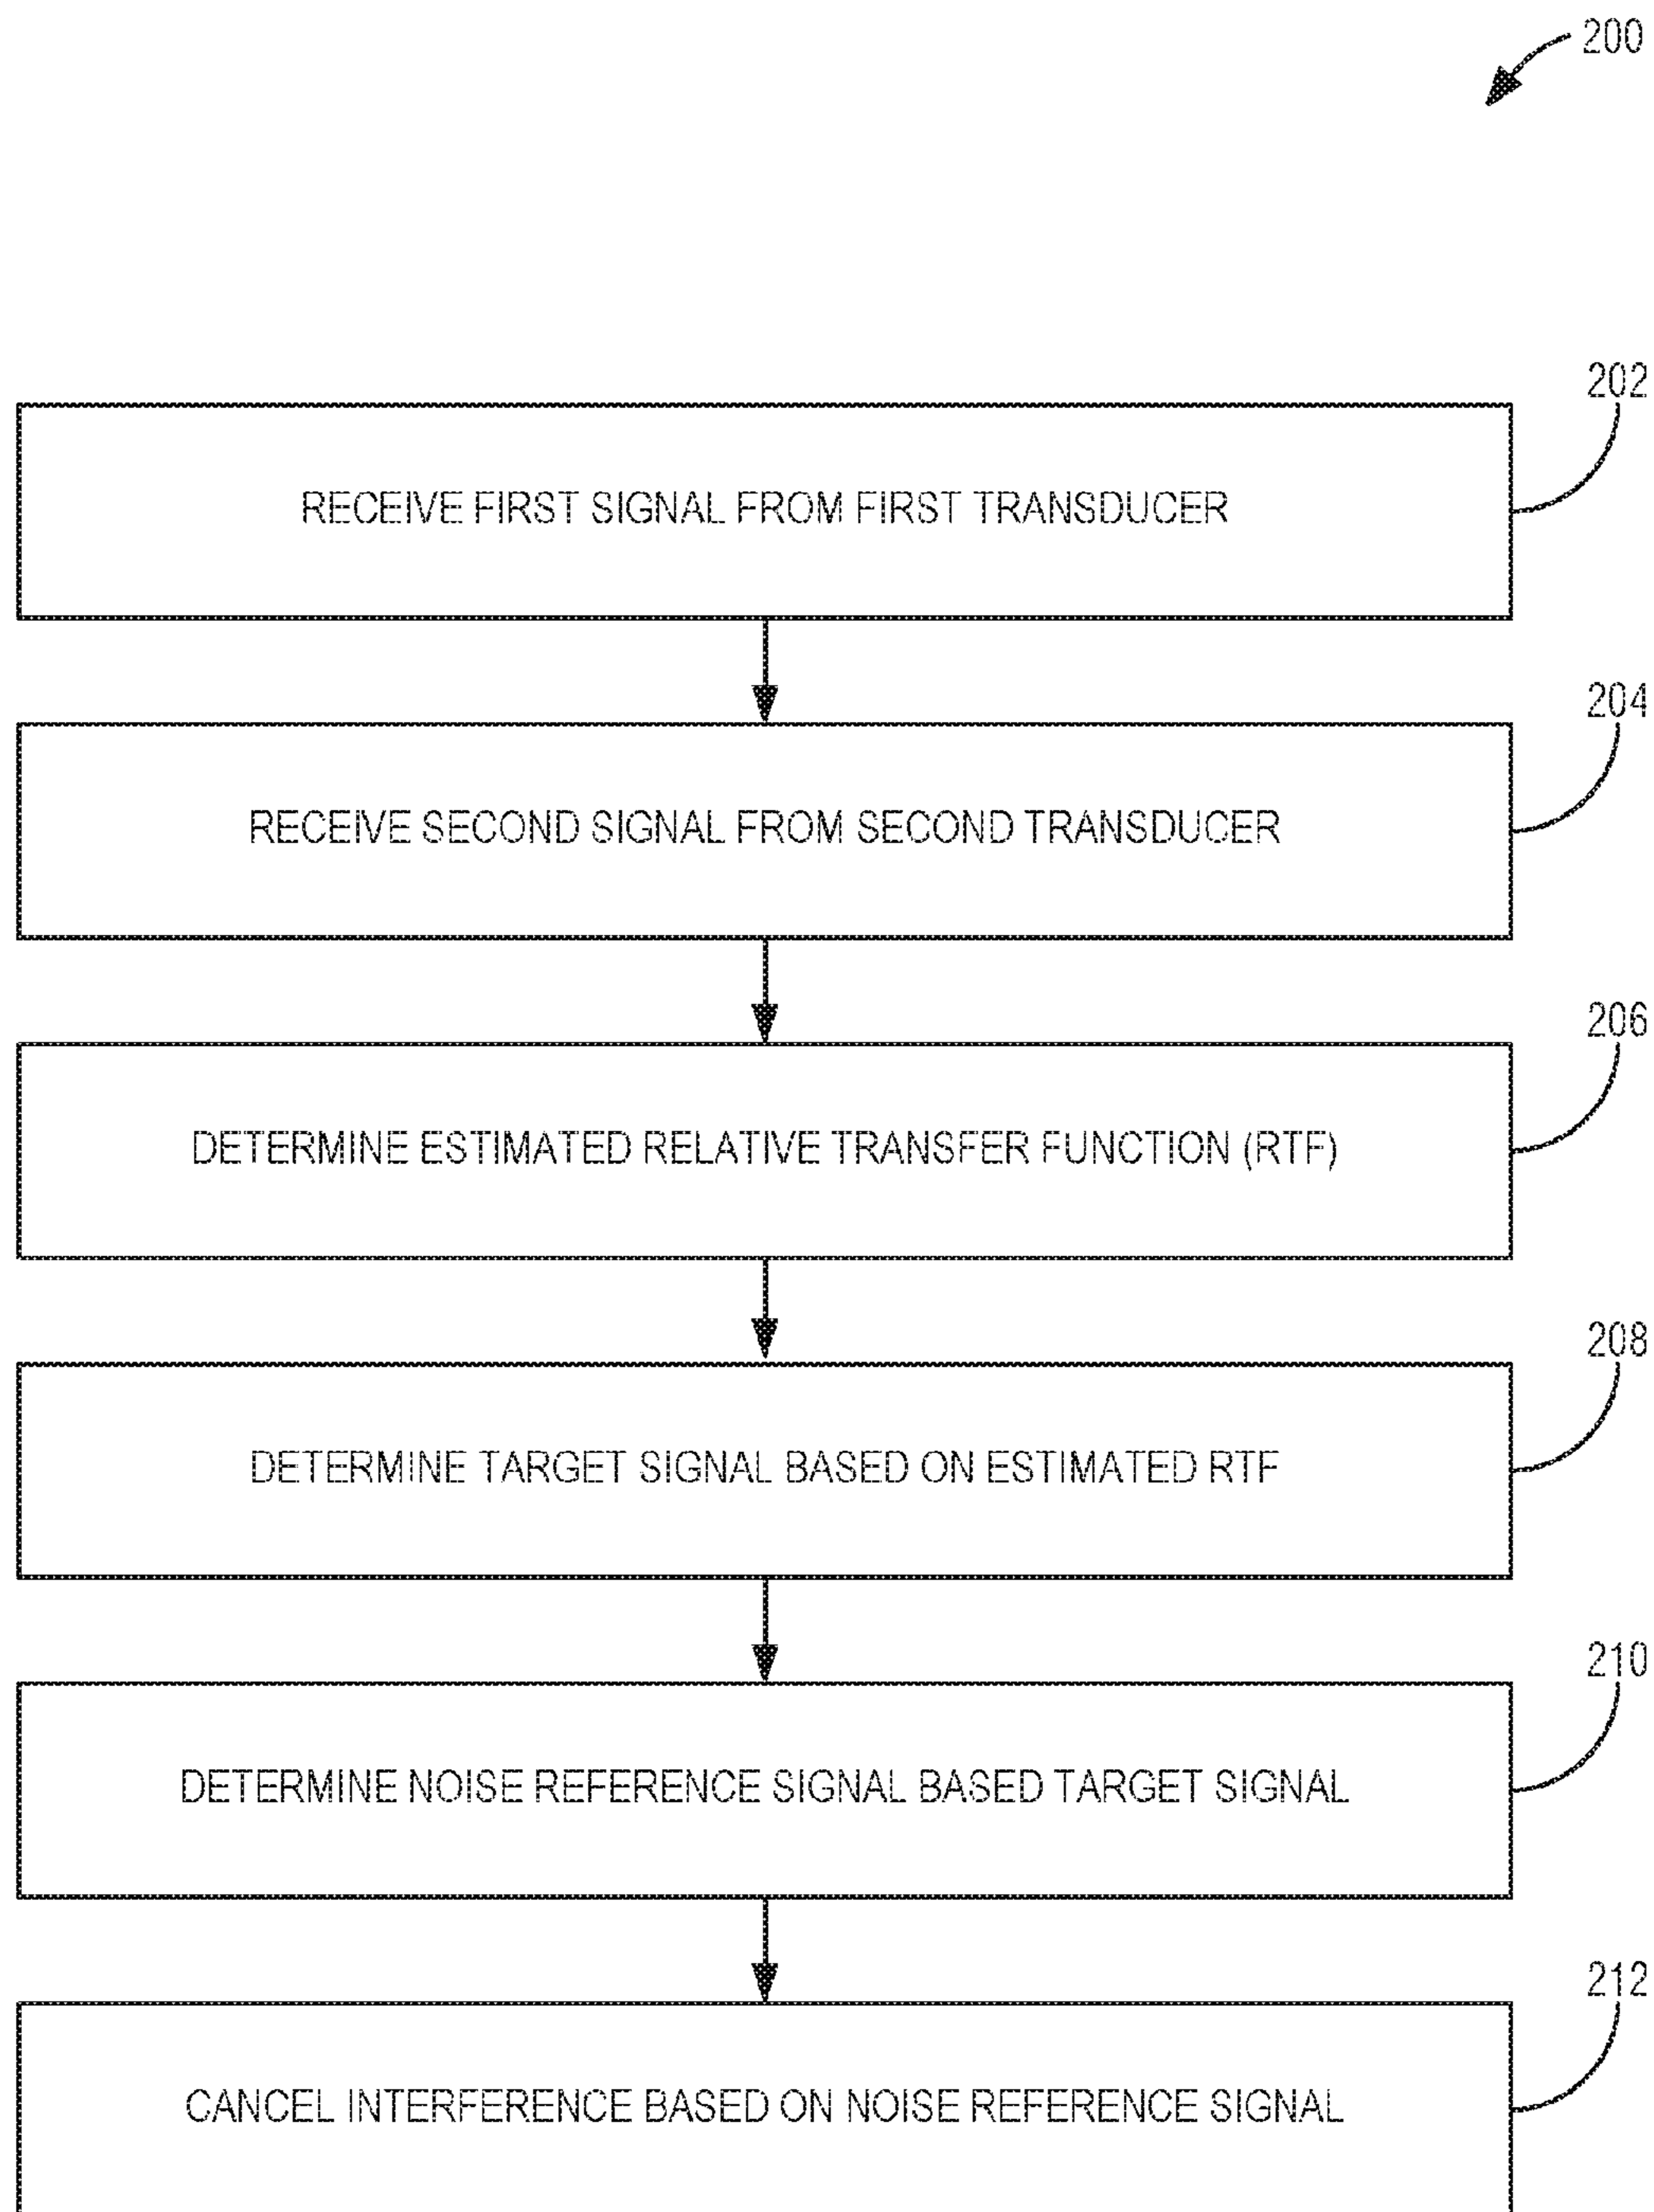 200
202
RECEIVE FIRST SIGNAL FROM FIRST TRANSDUCER
204
RECEIVE SECOND SIGNAL FROM SECOND TRANSDUCER
206
DETERMINE ESTIMATED RELATIVE TRANSFER FUNCTION (RTF)
208
DETERMINE TARGET SIGNAL BASED ON ESTIMATED RTF
210
DETERMINE NOISE REFERENCE SIGNAL BASED TARGET SIGNAL
212
CANCEL INTERFERENCE BASED ON NOISE REFERENCE SIGNAL